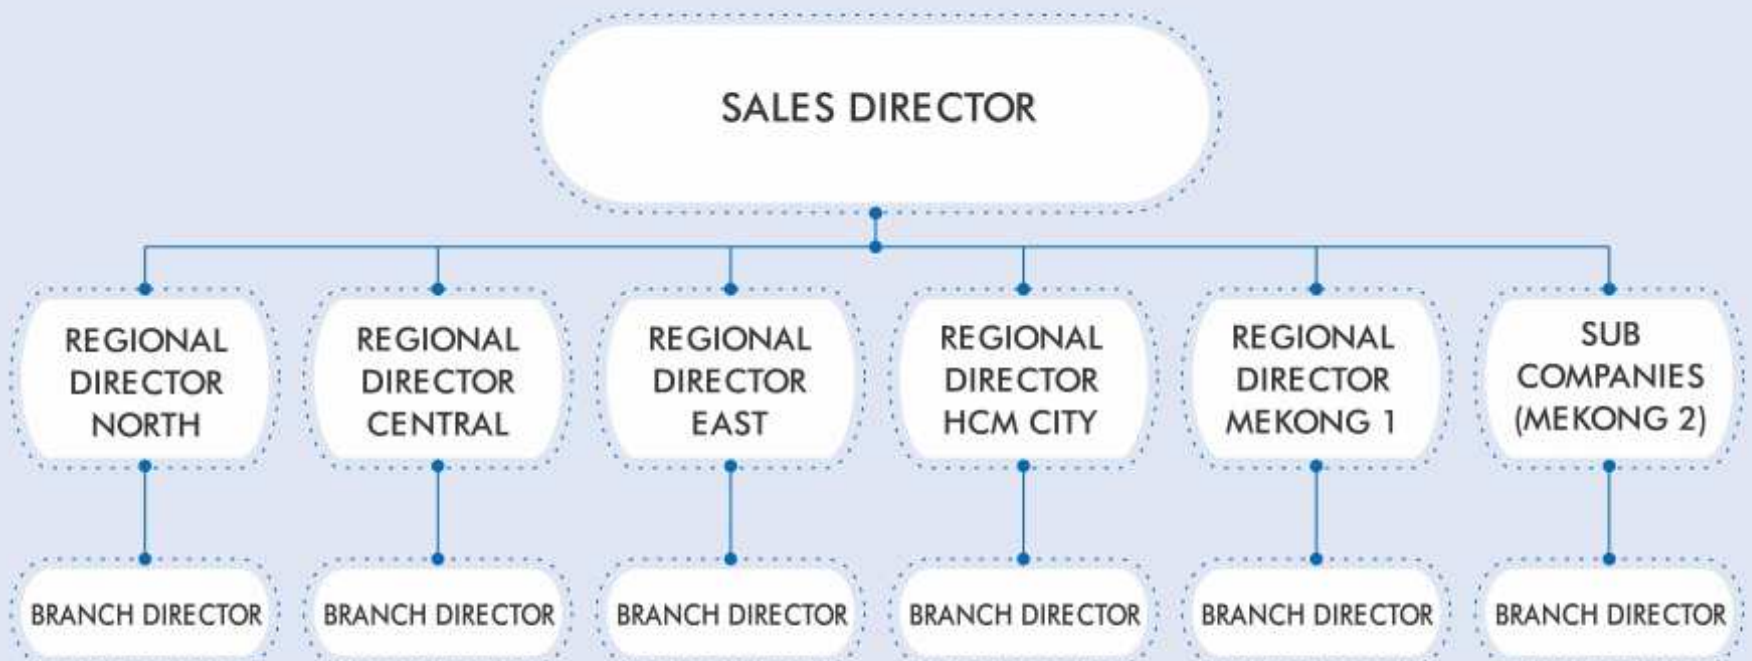 SALES DIRECTOR
REGIONAL
DIRECTOR
NORTH
REGIONAL
DIRECTOR
CENTRAL
REGIONAL
DIRECTOR
EAST
REGIONAL
DIRECTOR
HCM CITY
REGIONAL
DIRECTOR
MEKONG 1
SUB
COMPANIES
(MEKONG 2)
BRANCH DIRECTOR
BRANCH DIRECTOR
BRANCH DIRECTOR
BRANCH DIRECTOR
BRANCH DIRECTOR
BRANCH DIRECTOR